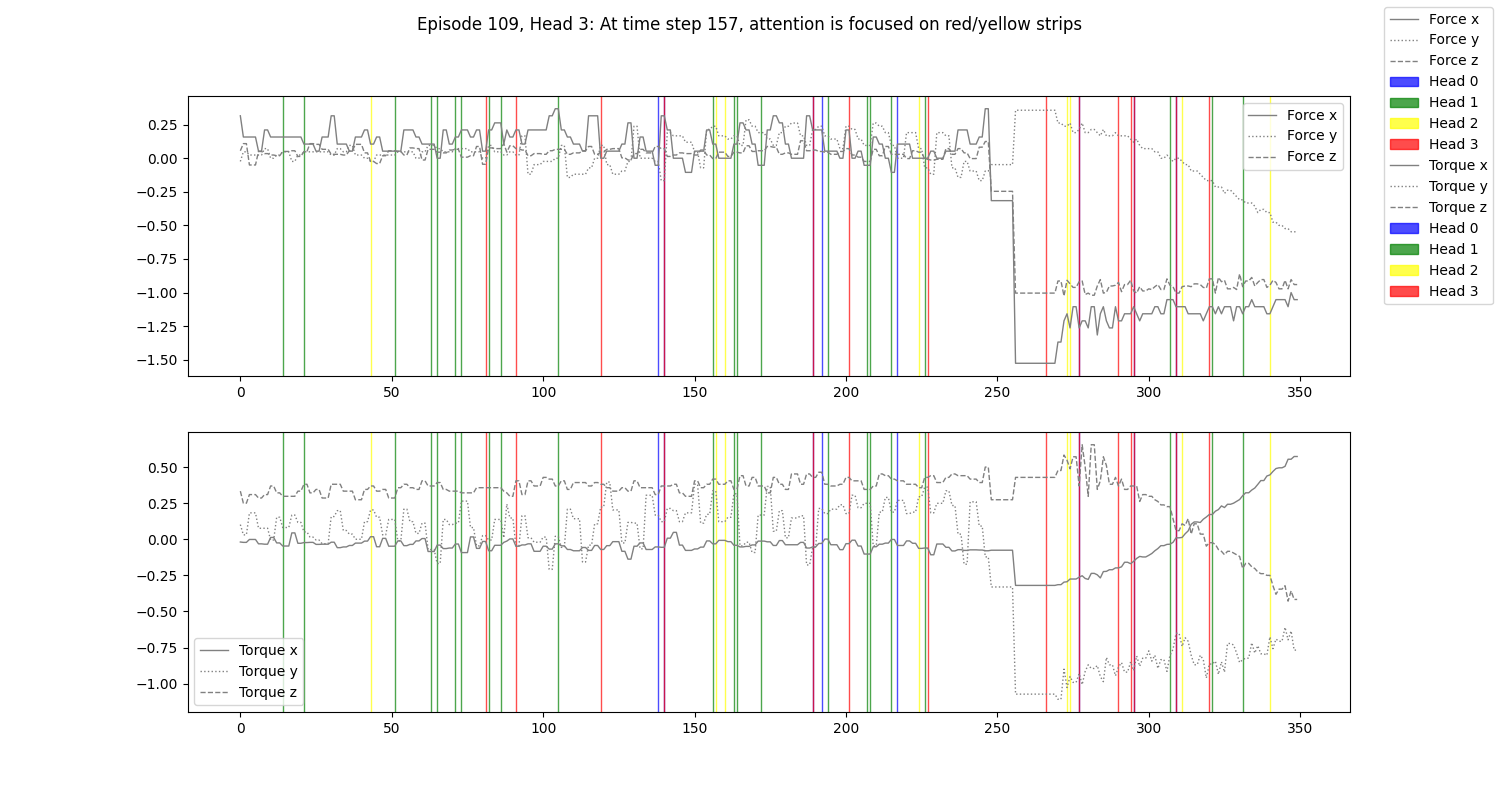 Episode 109, Head 3: At time step 157, attention is focused on red/yellow strips
Force x
Force y
Force z
Head 0
Head 1
Head 2
Head 3
Torque x
Torque y
Torque z
Head 0
Head 1
Head 2
Head 3
0.25
0.00
−0.25
−0.50
−0.75
−1.00
−1.25
−1.50
Force x
Force y
Force z
0 50 100 150 200 250 300 350
0.50
0.25
0.00
−0.25
−0.50
−0.75
−1.00
Torque x
Torque y
Torque z
0 50 100 150 200 250 300 350